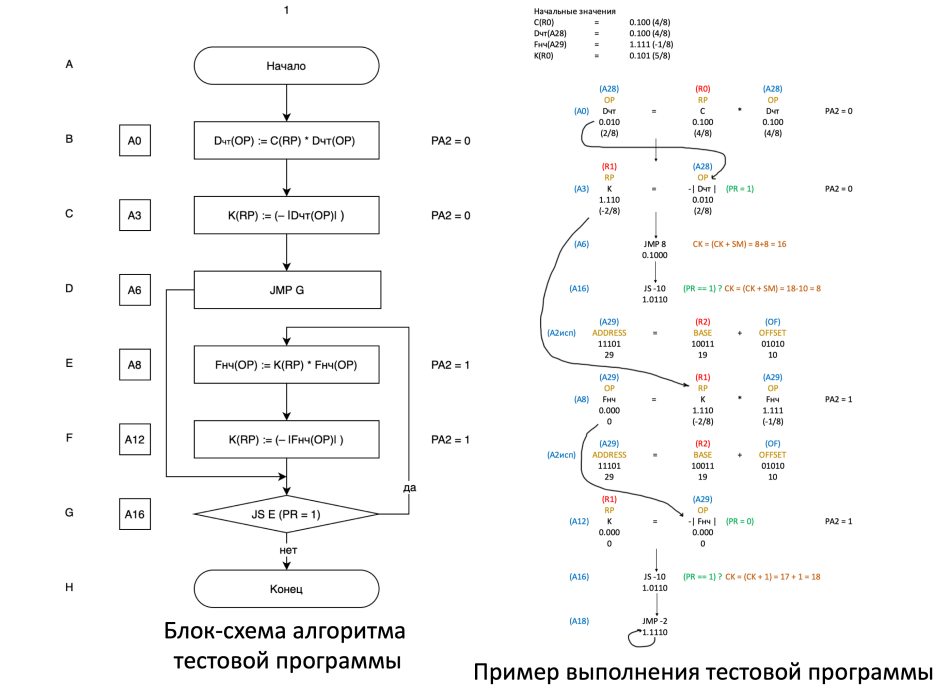 1
A
Начало
B
A0
Dчт(OP) := C(RP) * Dчт(OP)
PA2 = 0
C
A3
K(RP) := (– |Dчт(OP)| )
PA2 = 0
D
A6
JMP G
E
A8
Fнч(OP) := K(RP) * Fнч(OP)
PA2 = 1
F
A12
K(RP) := (– |Fнч(OP)| )
PA2 = 1
да
G
A16
JS E (PR = 1)
нет
H
Конец
Блок-схема алгоритма
тестовой программы
Начальные значения
C(R0) = 0.100 (4/8)
Dчт(A28) = 0.100 (4/8)
Fнч(A29) = 1.111 (-1/8)
K(R0) = 0.101 (5/8)
(A28) (R0) (A28)
OP RP OP
(A0) Dчт = C * Dчт PA2 = 0
0.010 0.100 0.100
(2/8) (4/8) (4/8)
(R1) (A28)
RP OP
(A3) K = -| Dчт | (PR = 1) PA2 = 0
1.110 0.010
(-2/8) (2/8)
(A6) JMP 8 CK = (CK + SM) = 8+8 = 16
0.1000
(A16) JS -10 (PR == 1) ? CK = (CK + SM) = 18-10 = 8
1.0110
(A29) (R2) (OF)
(A2исп) ADDRESS = BASE + OFFSET
11101 10011 01010
29 19 10
(A29) (R1) (A29)
OP RP OP
(A8) Fнч = K * Fнч PA2 = 1
0.000 1.110 1.111
0 (-2/8) (-1/8)
(A29) (R2) (OF)
(A2исп) ADDRESS = BASE + OFFSET
11101 10011 01010
29 19 10
(R1) (A29)
RP OP
(A12) K = -| Fнч | (PR = 0) PA2 = 1
0.000 0.000
0 0
(A16) JS -10 (PR == 1) ? CK = (CK + 1) = 17 + 1 = 18
1.0110
(A18) JMP -2
1.1110
Пример выполнения тестовой программы